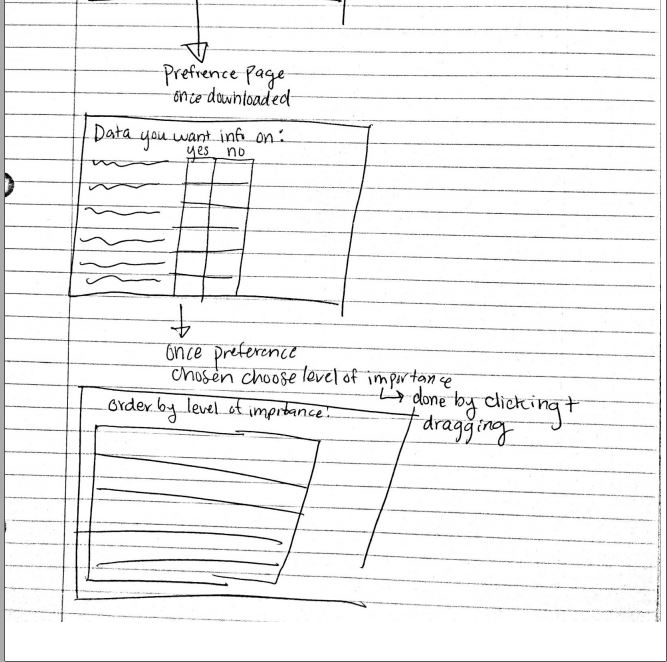 Prefrence Page
once downloaded
Data you want info on:
yes no
once preference
chosen choose level of importance
↳ done by clicking +
dragging
order by level of imprtance: